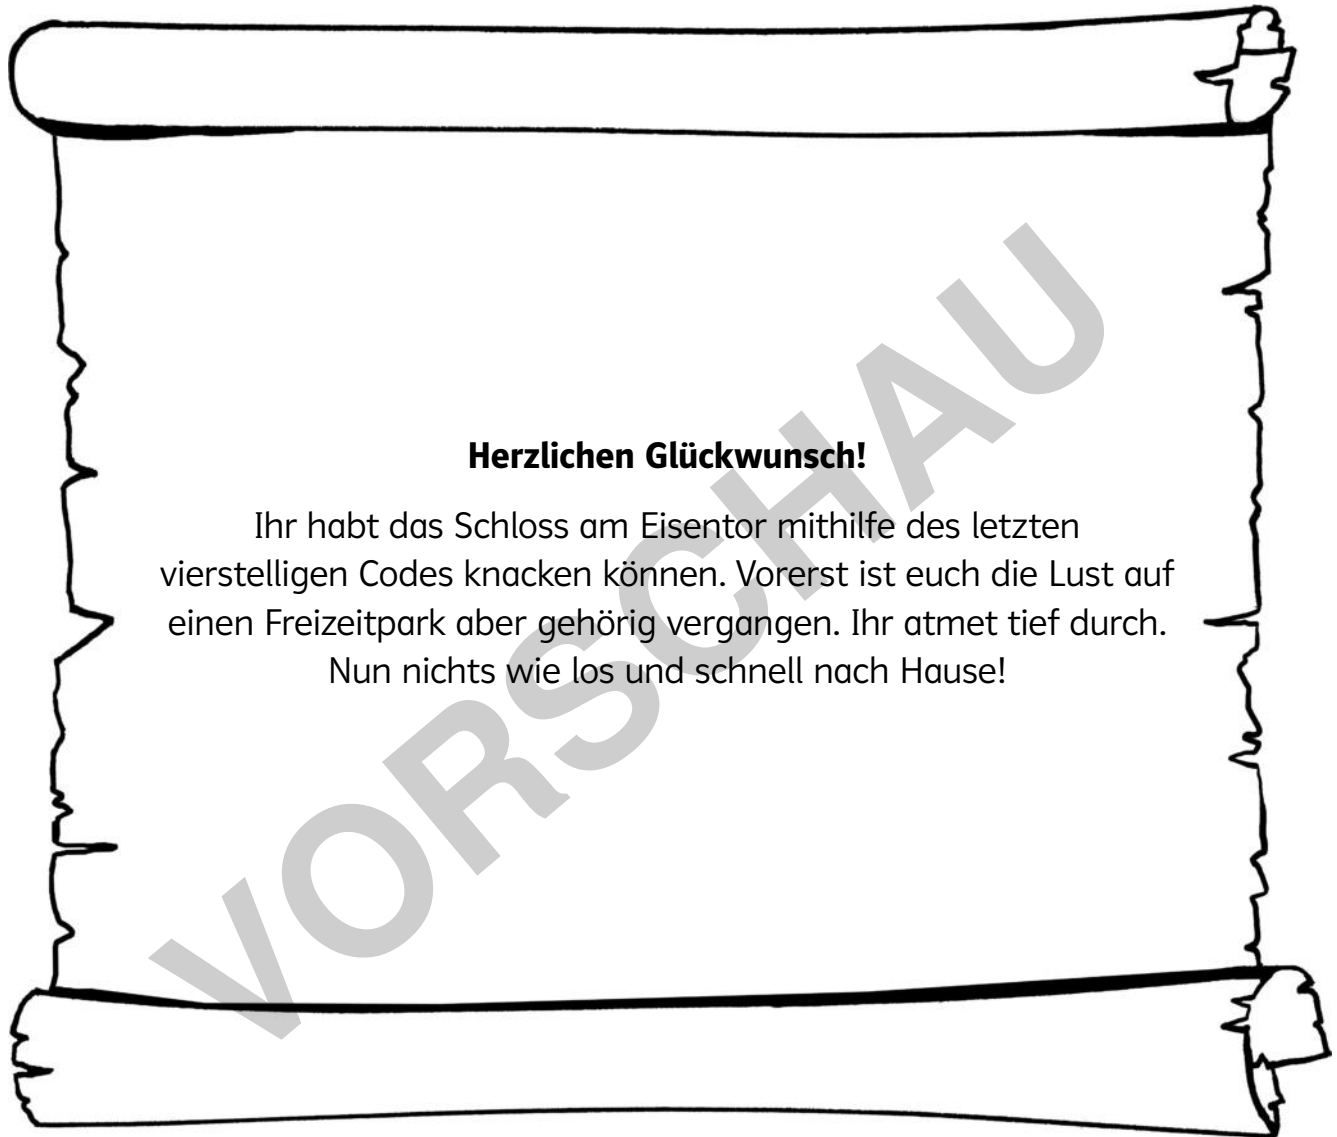 Herzlichen Glückwunsch!
Ihr habt das Schloss am Eisentor mithilfe des letzten
vierstelligen Codes knacken können. Vorerst ist euch die Lust auf
einen Freizeitpark aber gehörig vergangen. Ihr atmet tief durch.
Nun nichts wie los und schnell nach Hause!
VORSCHAU